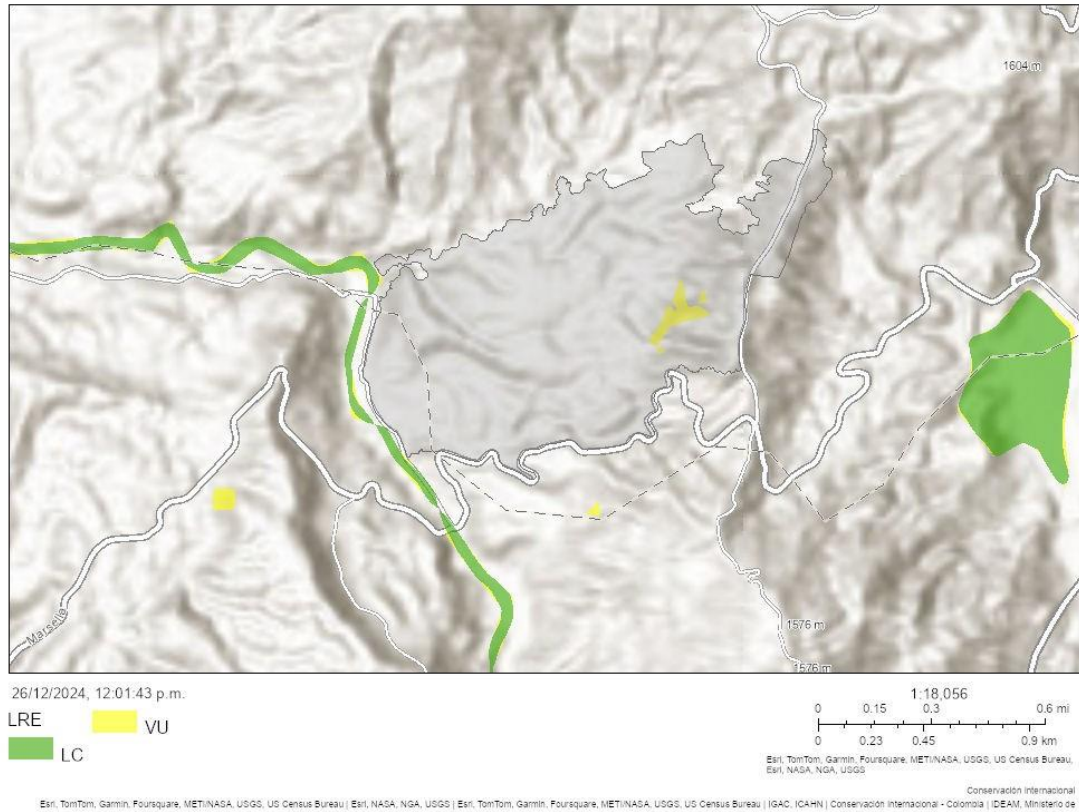 1604 m
Marsella
1576 m
1576 m
26/12/2024, 12:01:43 p.m.
LRE
VU
LC
1:18,056
0 0.15 0.3 0.6 mi
0 0.23 0.45 0.9 km
Esri, TomTom, Garmin, Foursquare, METI/NASA, USGS, US Census Bureau,
Esri, NASA, NGA, USGS
Conservación Internacional
Esri, TomTom, Garmin, Foursquare, METI/NASA, USGS, US Census Bureau | Esri, NASA, NGA, USGS | Esri, TomTom, Garmin, Foursquare, METI/NASA, USGS, US Census Bureau | IGAC, ICAHN | Conservación Internacional - Colombia | IDEAM, Ministerio de